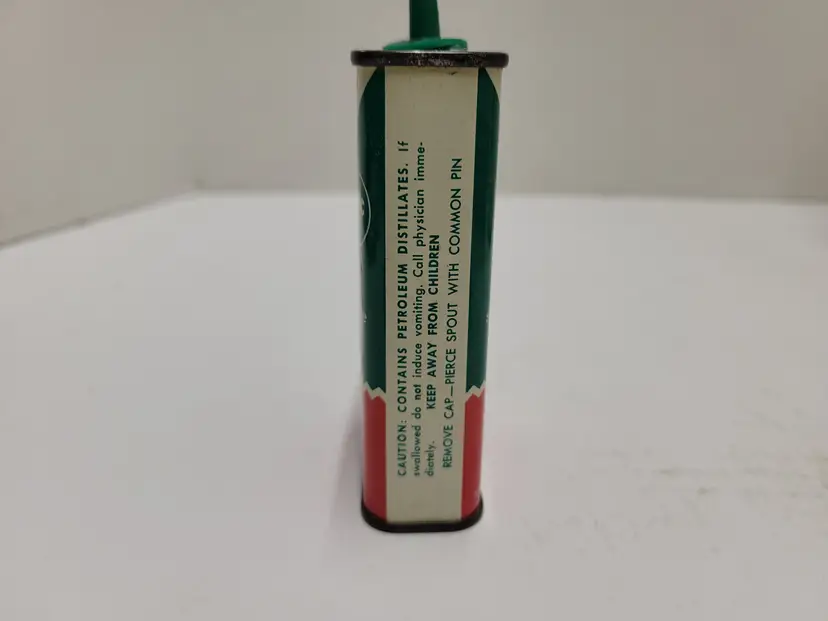 CAUTION: CONTAINS PETROLEUM DISTILLATES. If
swallowed do not induce vomiting. Call physician imme-
diately. KEEP AWAY FROM CHILDREN
REMOVE CAP—PIERCE SPOUT WITH COMMON PIN